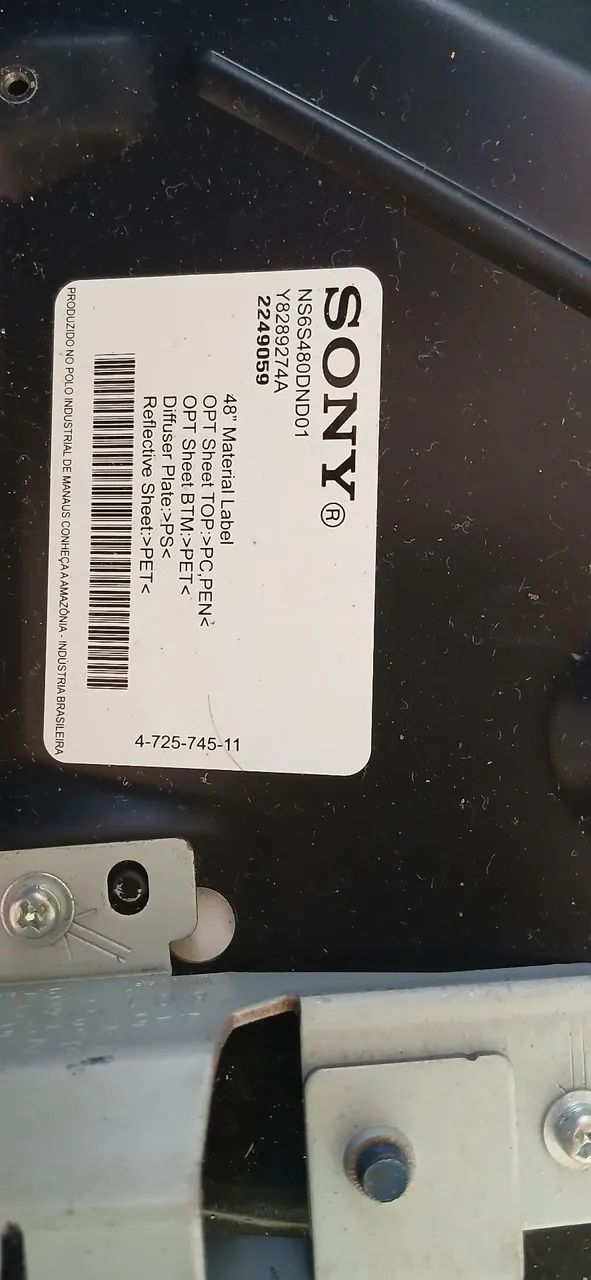 SONY®
NS6S480DND01
Y8289274A
2249059
48" Material Label
OPT Sheet TOP:>PC,PEN<
OPT Sheet BTM:>PET<
Diffuser Plate:>PS<
Reflective Sheet:>PET<
4-725-745-11
PRODUZIDO NO POLO INDUSTRIAL DE MANAUS CONHEÇA A AMAZÔNIA - INDÚSTRIA BRASILEIRA